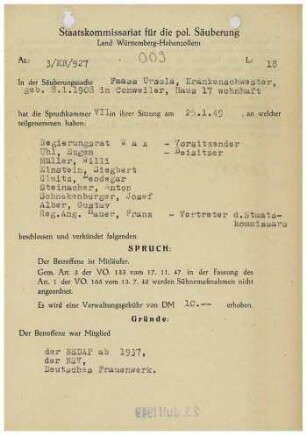 Staatskommissariat für die pol. Säuberung
Land Württemberg-Hohenzollern
Az: 3/KB/927 003 L: 18
In der Säuberungssache Faass Ursula, Krankenschwester,
geb. 8.1.1908 in Conweiler, Haus 17 wohnhaft
hat die Spruchkammer VII in ihrer Sitzung am 25.1.49, an welcher
teilgenommen haben:
Regierungsrat W a x - Vorsitzender
Uhl, Eugen - Beisitzer
Müller, Willi
Einstein, Siegbert
Gluitz, Leodegar
Steinacher, Anton
Schnakenburger, Josef
Alber, Gustav
Reg.Ang. Bauer, Franz - Vertreter d.Staats-
kommissars
beschlossen und verkündet folgenden
SPRUCH:
Der Betroffene ist Mitläufer.
Gem. Art. 3 der VO. 133 vom 17. 11. 47 in der Fassung des
Art. 1 der VO. 165 vom 13. 7. 48 werden Sühnemaßnahmen nicht
angeordnet.
Es wird eine Verwaltungsgebühr von DM 10.-- erhoben.
Gründe:
Der Betroffene war Mitglied
der NSDAP ab 1937,
der NSV,
Deutsches Frauenwerk.